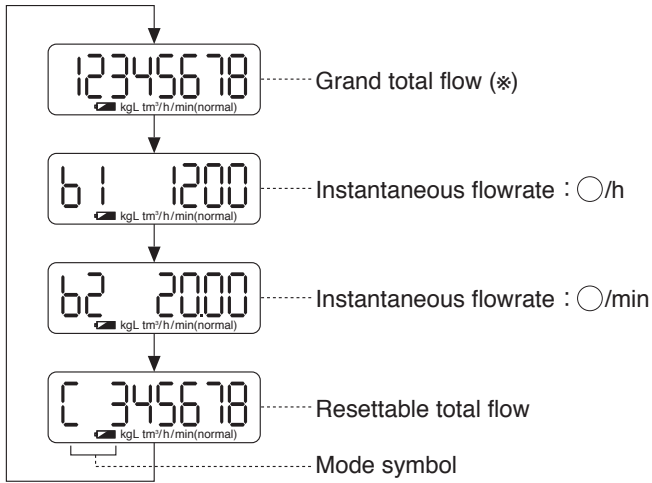 12345678
kgL tm³/h/min(normal)
Grand total flow (※)
b1 1200
kgL tm³/h/min(normal)
Instantaneous flowrate：◯/h
b2 20.00
kgL tm³/h/min(normal)
Instantaneous flowrate：◯/min
C 345678
kgL tm³/h/min(normal)
Resettable total flow
Mode symbol